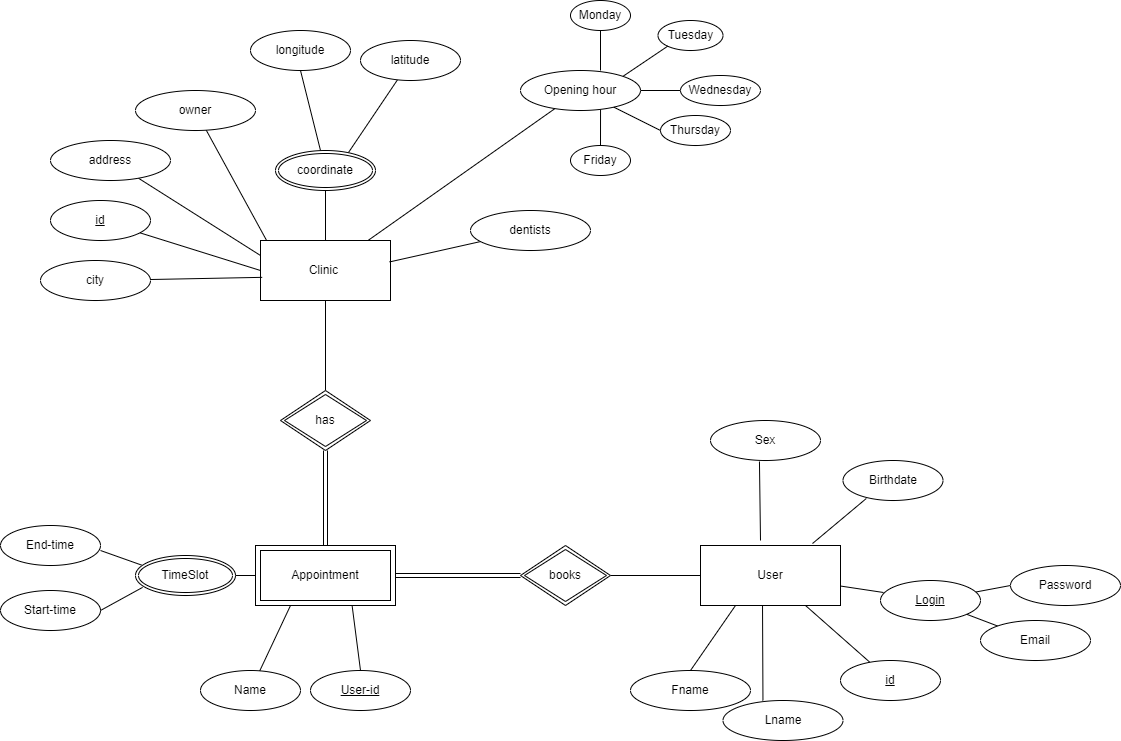 Monday
Tuesday
longitude
latitude
Opening hour
Wednesday
owner
Thursday
address
coordinate
Friday
id
dentists
Clinic
city
has
Sex
Birthdate
End-time
TimeSlot
Appointment
books
User
Password
Start-time
Login
Email
Name
User-id
Fname
id
Lname